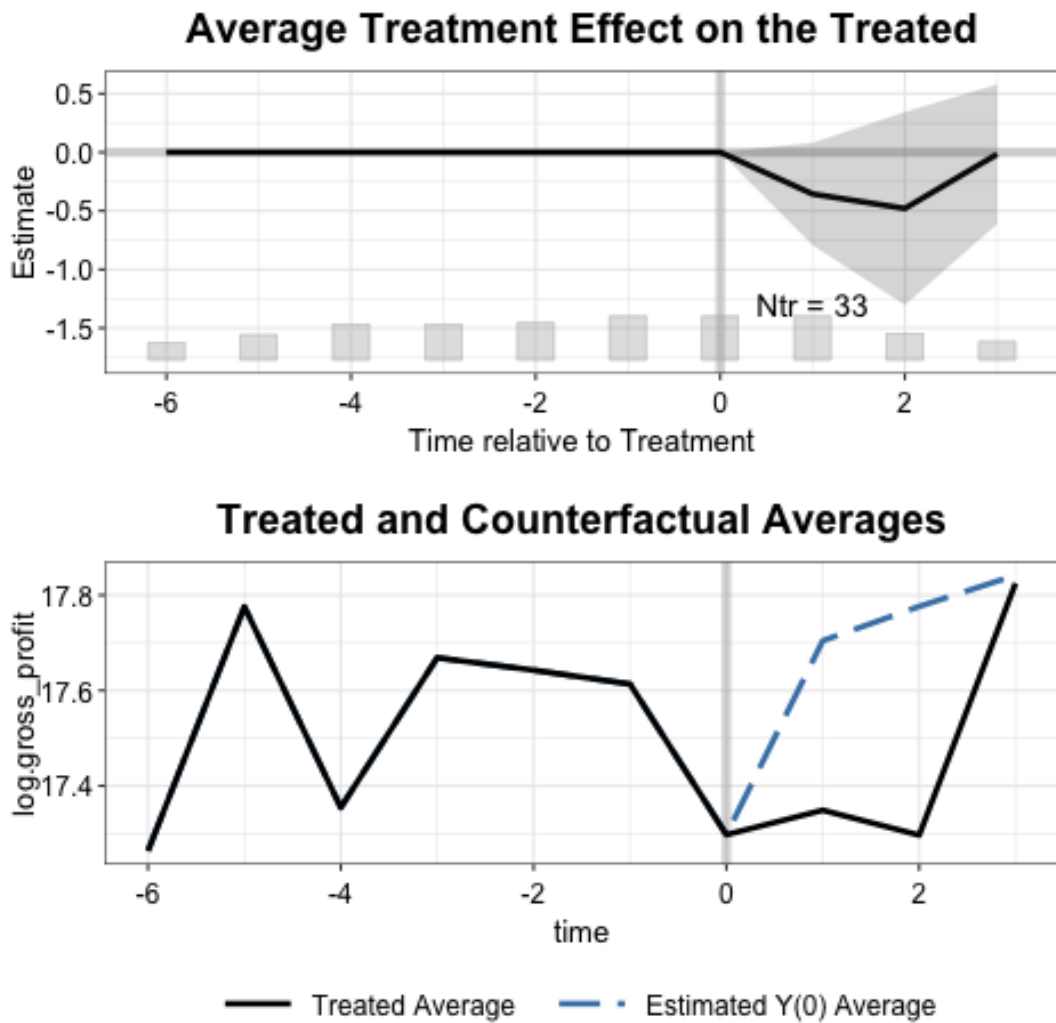 Average Treatment Effect on the Treated
Estimate
0.5
0.0
-0.5
-1.0
-1.5
Ntr = 33
-6 -4 -2 0 2
Time relative to Treatment
Treated and Counterfactual Averages
log.gross_profit
17.8
17.6
17.4
-6 -4 -2 0 2
time
Treated Average Estimated Y(0) Average